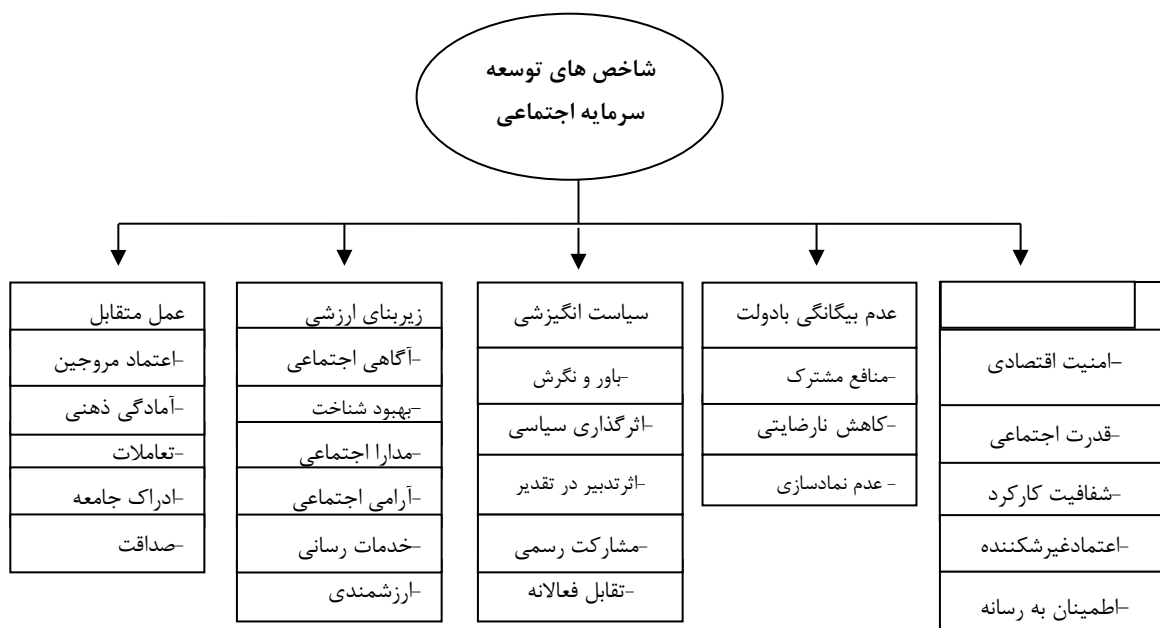 شاخص های توسعه
سرمایه اجتماعی
عدم بیگانگی بادولت
سیاست انگیزشی
زیربنای ارزشی
عمل متقابل
-امنیت اقتصادی
-قدرت اجتماعی
-شفافیت کارکرد
-اعتمادغیرشکننده
-اطمینان به رسانه
-منافع مشترک
-کاهش نارضایتی
- عدم نمادسازی
-باور و نگرش
-اثرگذاری سیاسی
-اثرتدبیر در تقدیر
-مشارکت رسمی
-تقابل فعالانه
-آگاهی اجتماعی
-بهبود شناخت
-مدارا اجتماعی
-آرامی اجتماعی
-خدمات رسانی
-ارزشمندی
-اعتماد مروجین
-آمادگی ذهنی
-تعاملات
-ادراک جامعه
-صداقت